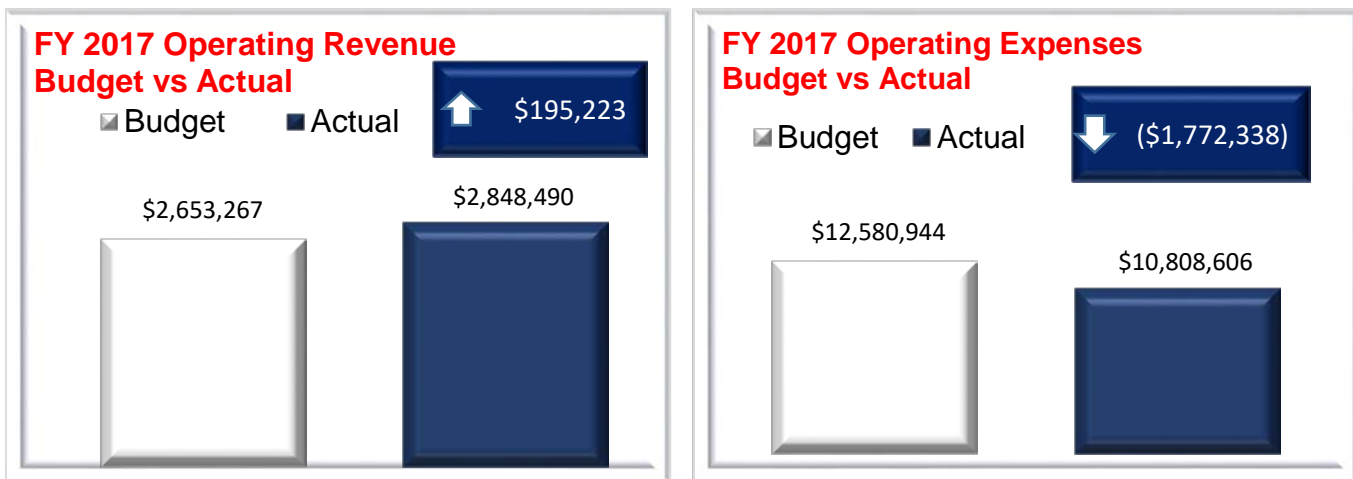 FY 2017 Operating Revenue
Budget vs Actual
Budget Actual
$195,223
$2,653,267
$2,848,490
FY 2017 Operating Expenses
Budget vs Actual
Budget Actual
($1,772,338)
$12,580,944
$10,808,606